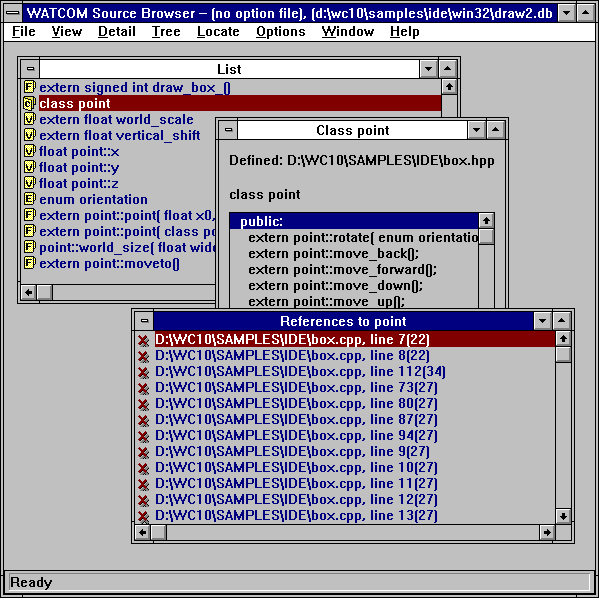 WATCOM Source Browser – (no option file), (d:\wc10\samples\ide\win32\draw2.db
File View Detail Tree Locate Options Window Help
List
F extern signed int draw_box_()
C class point
V extern float world_scale
V extern float vertical_shift
V float point::x
V float point::y
V float point::z
E enum orientation
F extern point::point( float x0,
F extern point::point( class po
F point::world_size( float wide
F extern point::moveto()
Class point
Defined: D:\WC10\SAMPLES\IDE\box.hpp
class point
public:
extern point::rotate( enum orientatio
extern point::move_back();
extern point::move_forward();
extern point::move_down();
extern point::move_up();
References to point
D:\WC10\SAMPLES\IDE\box.cpp, line 7(22)
D:\WC10\SAMPLES\IDE\box.cpp, line 8(22)
D:\WC10\SAMPLES\IDE\box.cpp, line 112(34)
D:\WC10\SAMPLES\IDE\box.cpp, line 73(27)
D:\WC10\SAMPLES\IDE\box.cpp, line 80(27)
D:\WC10\SAMPLES\IDE\box.cpp, line 87(27)
D:\WC10\SAMPLES\IDE\box.cpp, line 94(27)
D:\WC10\SAMPLES\IDE\box.cpp, line 9(27)
D:\WC10\SAMPLES\IDE\box.cpp, line 10(27)
D:\WC10\SAMPLES\IDE\box.cpp, line 11(27)
D:\WC10\SAMPLES\IDE\box.cpp, line 12(27)
D:\WC10\SAMPLES\IDE\box.cpp, line 13(27)
Ready